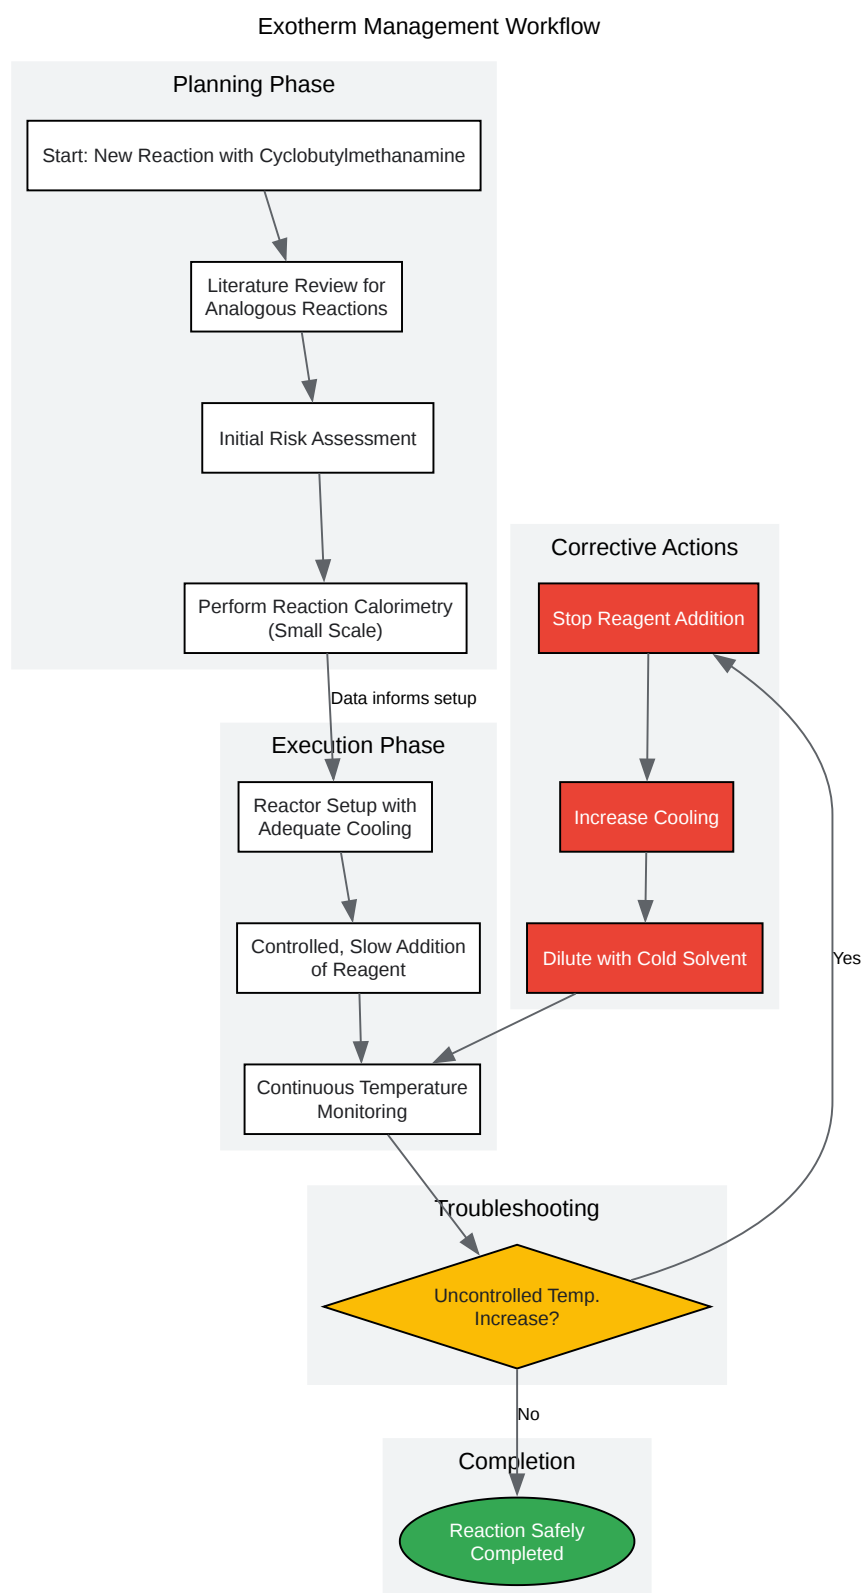 Exotherm Management Workflow
Planning Phase
Start: New Reaction with Cyclobutylmethanamine
Literature Review for
Analogous Reactions
Initial Risk Assessment
Perform Reaction Calorimetry
(Small Scale)
Data informs setup
Execution Phase
Reactor Setup with
Adequate Cooling
Controlled, Slow Addition
of Reagent
Continuous Temperature
Monitoring
Corrective Actions
Stop Reagent Addition
Increase Cooling
Dilute with Cold Solvent
Yes
Troubleshooting
Uncontrolled Temp.
Increase?
No
Completion
Reaction Safely
Completed